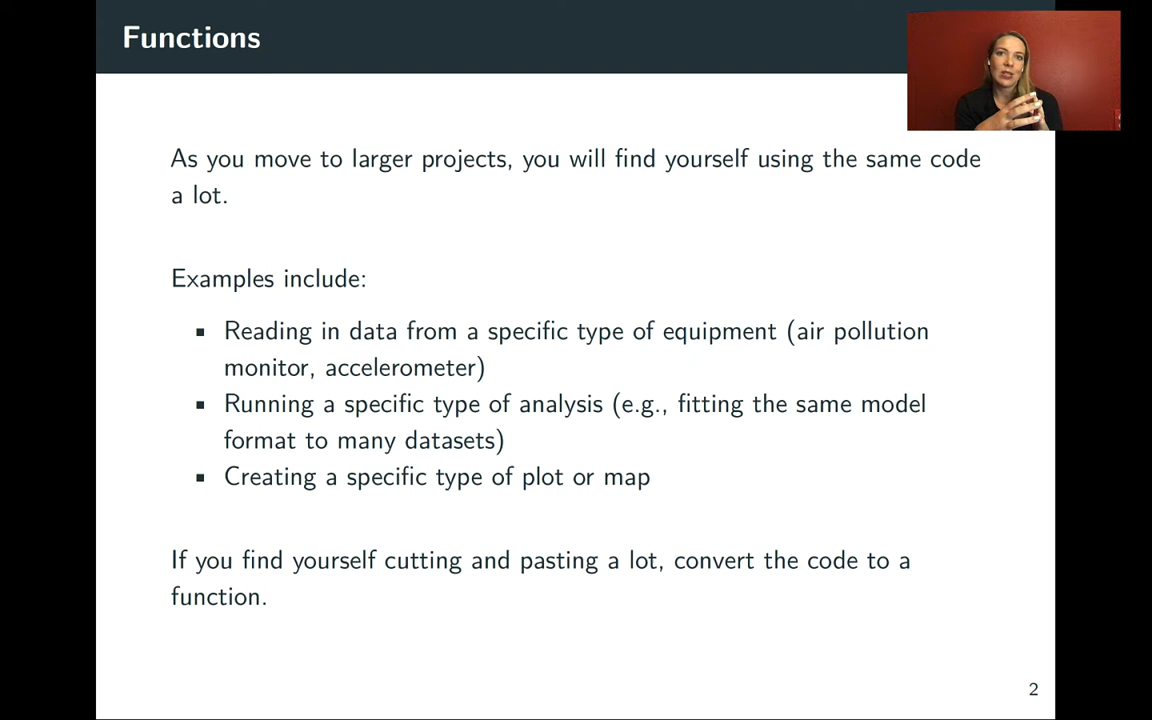 Functions
As you move to larger projects, you will find yourself using the same code
a lot.
Examples include:
▪ Reading in data from a specific type of equipment (air pollution
monitor, accelerometer)
▪ Running a specific type of analysis (e.g., fitting the same model
format to many datasets)
▪ Creating a specific type of plot or map
If you find yourself cutting and pasting a lot, convert the code to a
function.
2